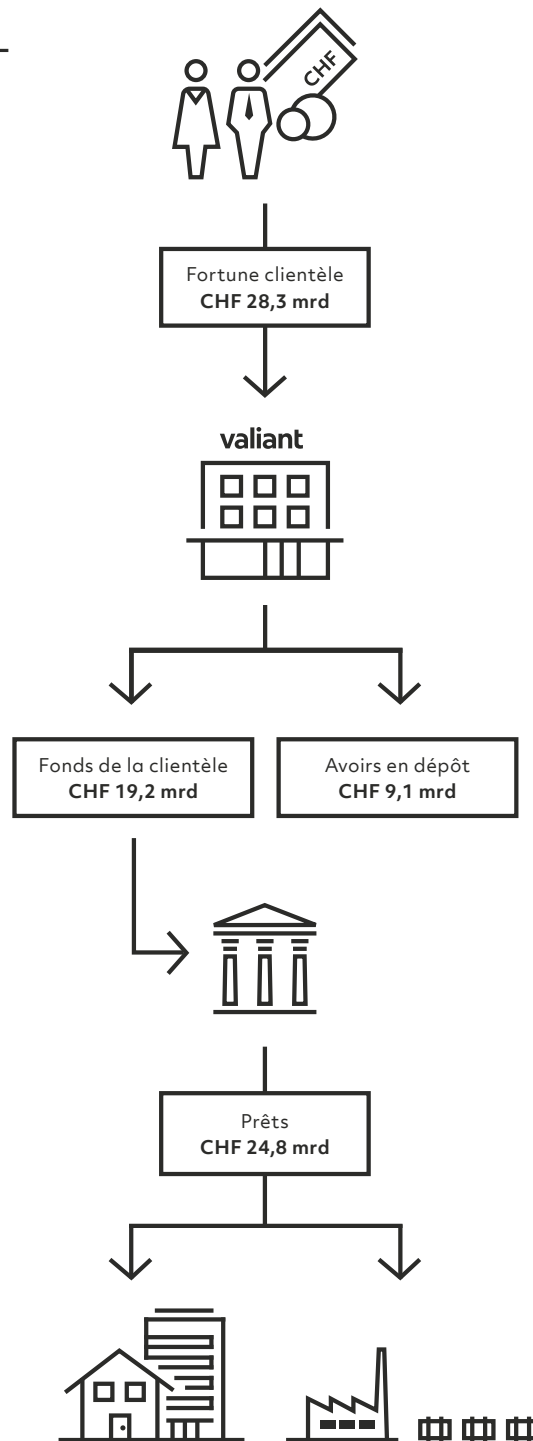 CHF
Fortune clientèle
CHF 28,3 mrd
valiant
Fonds de la clientèle
CHF 19,2 mrd
Avoirs en dépôt
CHF 9,1 mrd
Prêts
CHF 24,8 mrd